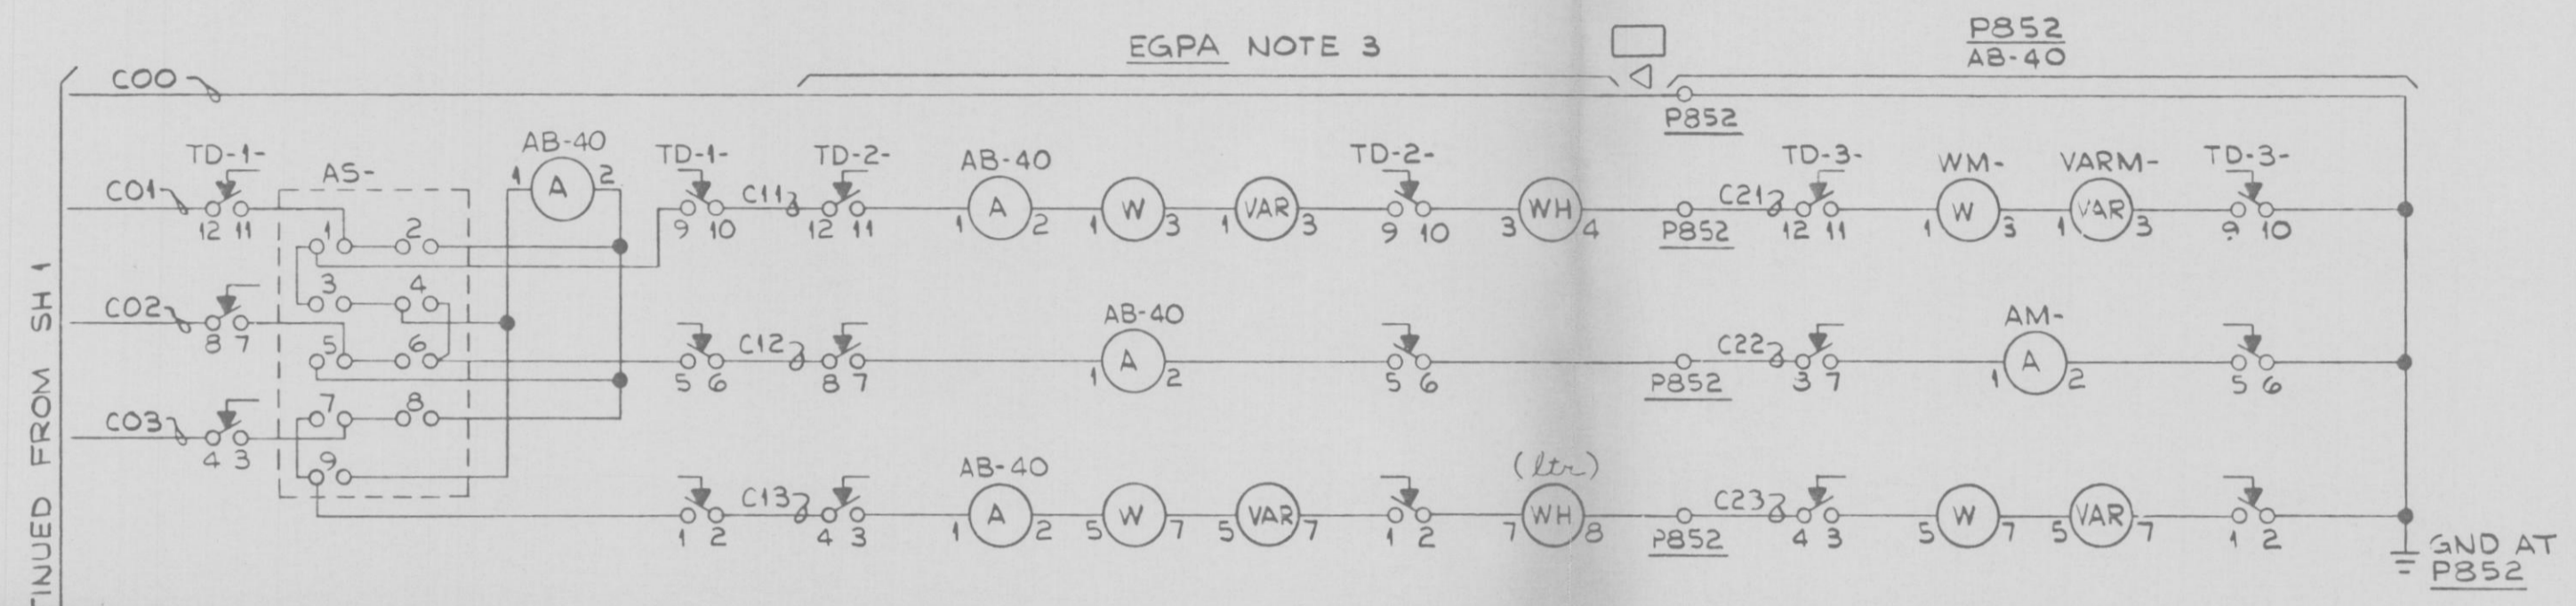 EGPA NOTE 3
P852
AB-40
C00
P852
TD-1-
AS-
AB-40
TD-1-
TD-2-
AB-40
TD-2-
TD-3-
WM-
VARM-
TD-3-
C01
12 11
1 A 2
9 10
C11
12 11
1 A 2
1 W 3
1 VAR 3
9 10
3 WH 4
P852
C21
12 11
1 W 3
1 VAR 3
9 10
1 2
3 4
5 6
7 8
9
C02
8 7
5 6
C12
8 7
AB-40
1 A 2
5 6
P852
C22
3 7
AM-
1 A 2
5 6
C03
4 3
1 2
C13
4 3
AB-40
1 A 2
5 W 7
5 VAR 7
1 2
(ltr)
7 WH 8
P852
C23
4 3
5 W 7
5 VAR 7
1 2
GND AT
P852
TINUED FROM SH 1